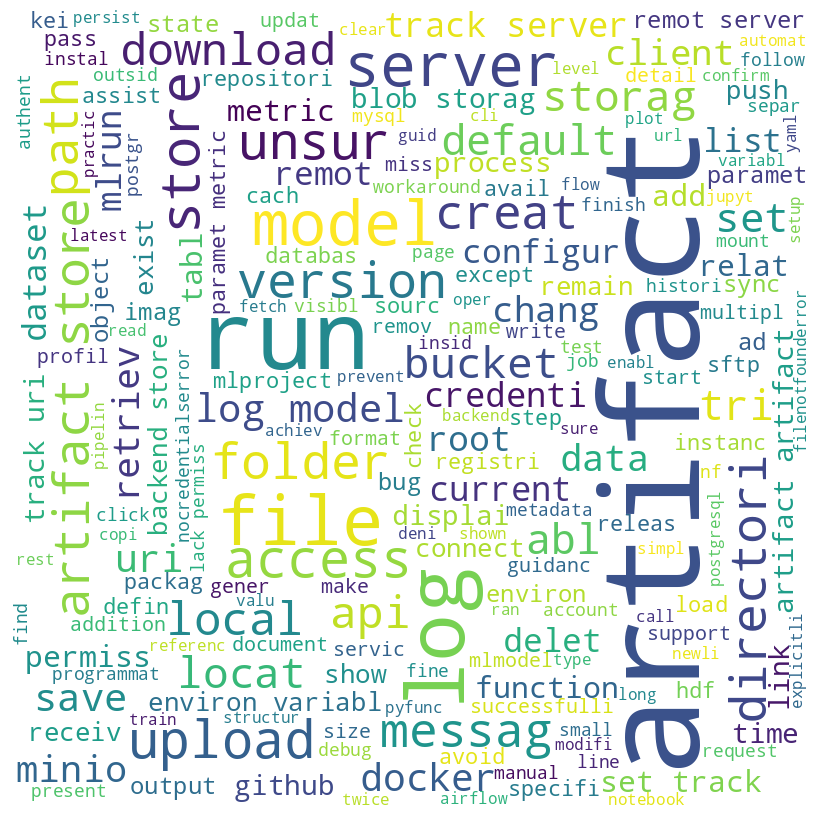 kei
persist
state
updat
clear
track server
remot server
pass
instal
download
server
client
automat
outsid
repositori
level
detail
confirm
follow
authent
path
assist
store
metric
blob storag
storag
push
separ
practic
postgr
mlrun
unsur
mysql
cli
guid
default
plot
url
list
variabl
yaml
remot
miss
process
artifact
paramet
workaround
avail
flow
finish
add
jupyt
setup
latest
dataset
object
exist
tabl
paramet metric
cach
model
creat
set
mount
databas
page
configur
relat
read
imag
version
except
remain
histori
sync
fetch
visibl
sourc
oper
chang
multipl
profil
retriev
run
remov
name
write
insid
test
job
enabl
start
ad
sftp
filenotfounderror
artifact store
track uri
backend store
mlproject
prevent
bucket
credenti
tri
log model
backend
step
achiev
format
check
root
sure
instanc
pipelin
nocredentialserror
lack permiss
folder
registri
data
nf
directori
artifact artifact
bug
current
metadata
click
copi
file
displai
deni
shown
connect
abl
releas
simpl
postgresql
rest
uri
access
guidanc
packag
gener
make
log
environ
load
defin
valu
api
ran
account
call
support
addition
local
find
referenc
document
delet
newli
explicitli
permiss
programmat
locat
servic
show
fine
mlmodel
type
link
hdf
save
environ variabl
pyfunc
function
long
successfulli
receiv
train
structur
upload
size
messag
small
time
debug
avoid
modifi
request
minio
line
output
github
docker
manual
specifi
set track
present
twice
airflow
notebook